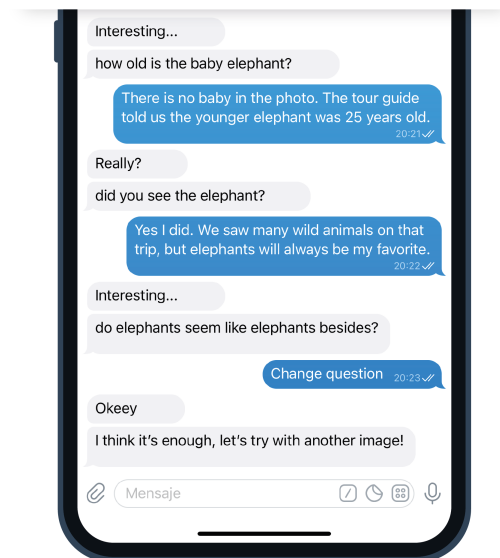 Interesting...
how old is the baby elephant?
There is no baby in the photo. The tour guide
told us the younger elephant was 25 years old.
20:21
Really?
did you see the elephant?
Yes I did. We saw many wild animals on that
trip, but elephants will always be my favorite.
20:22
Interesting...
do elephants seem like elephants besides?
Change question 20:23
Okeey
I think it's enough, let's try with another image!
Mensaje